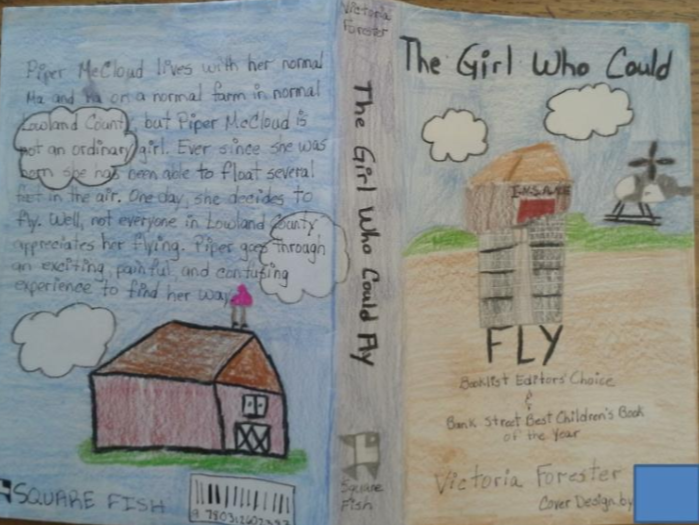 Piper McCloud lives with her normal
Ma and Pa on a normal farm in normal
Lowland County, but Piper McCloud is
not an ordinary girl. Ever since she was
born she has been able to float several
feet in the air. One day, she decides to
fly. Well, not everyone in Lowland County
appreciates her flying. Piper goes through
an exciting, painful, and confusing
experience to find her way.
SQUARE FISH
Victoria
Forester
The Girl Who Could Fly
Square
Fish
The Girl Who Could
I.N.S.A.N.E
FLY
Booklist Editors' Choice
&
Bank Street Best Children's Book
of the Year
Victoria Forester
Cover Design by